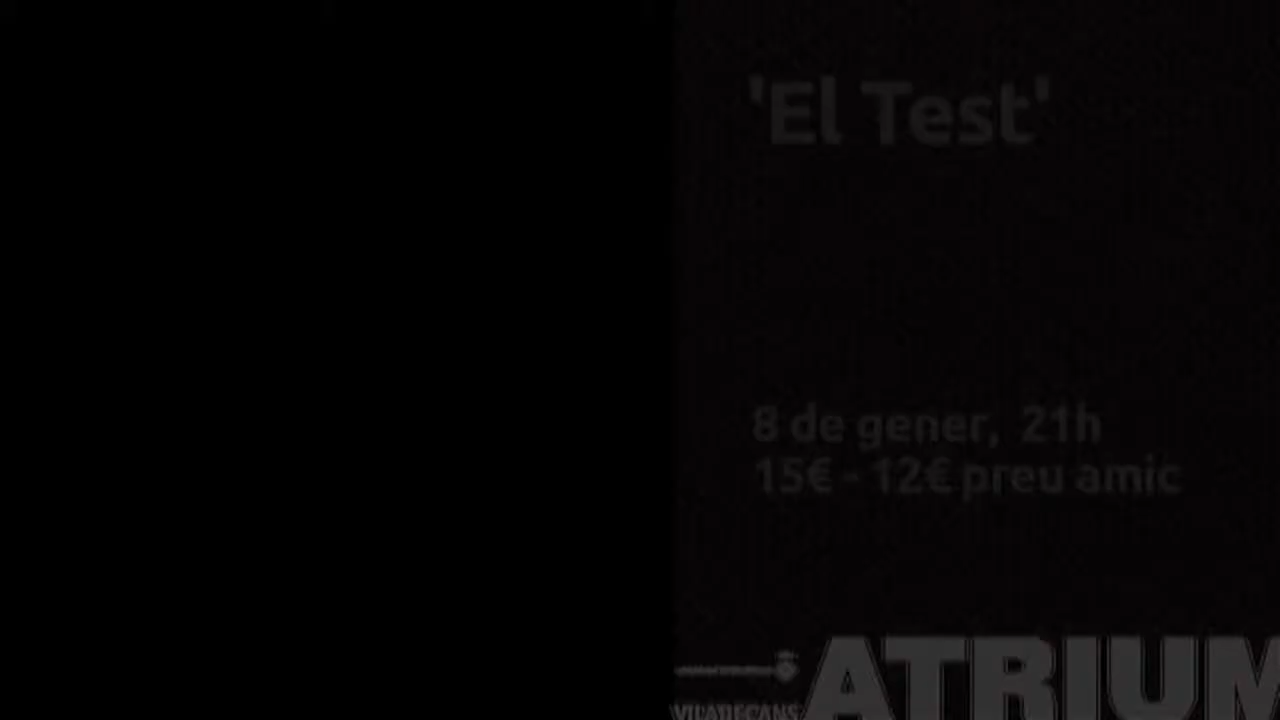 'El Test'
8 de gener, 21h
15€ - 12€ preu amic
ATRIUM
VILADECANS